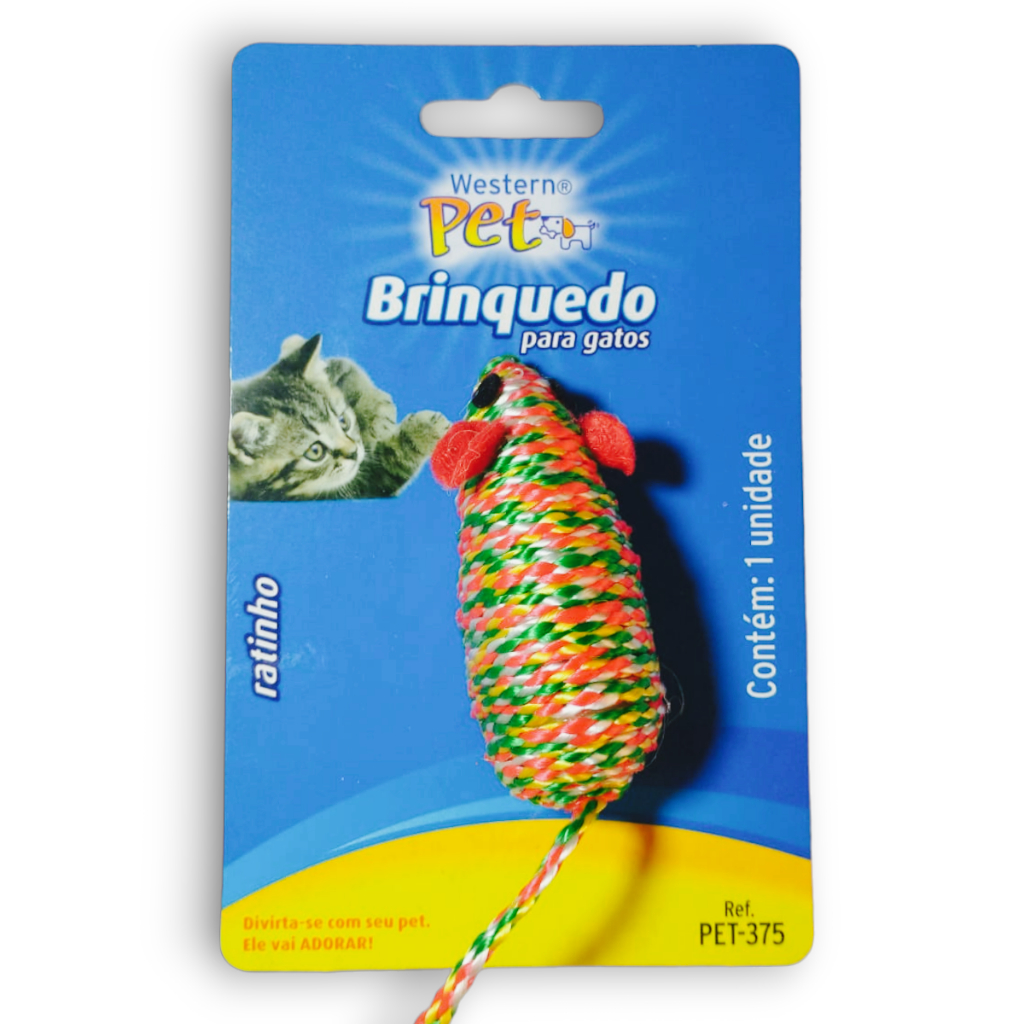 Western®
Pet
Brinquedo
para gatos
ratinho
Contém: 1 unidade
Divirta-se com seu pet.
Ele vai ADORAR!
Ref.
PET-375